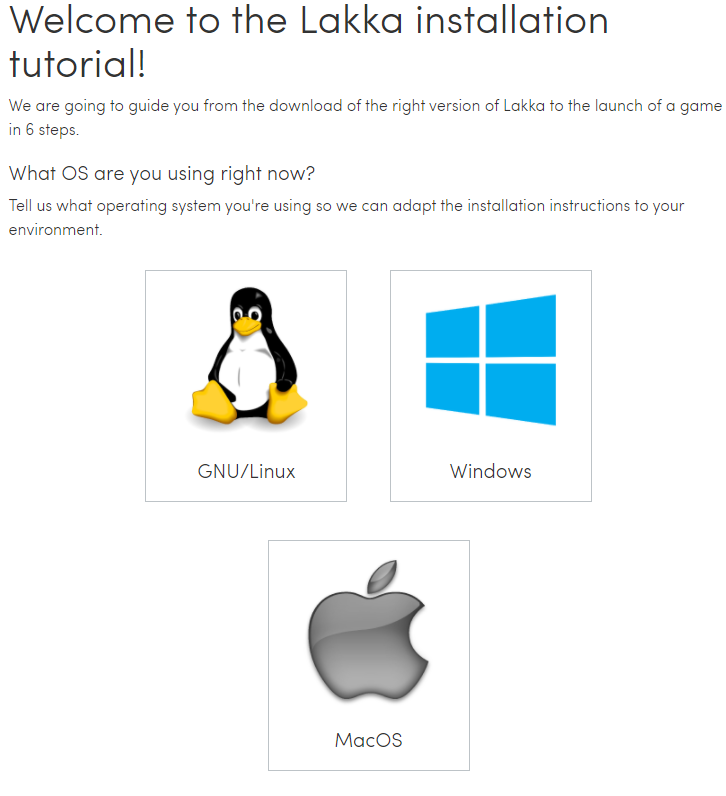 Welcome to the Lakka installation
tutorial!
We are going to guide you from the download of the right version of Lakka to the launch of a game
in 6 steps.
What OS are you using right now?
Tell us what operating system you're using so we can adapt the installation instructions to your
environment.
GNU/Linux
Windows
MacOS